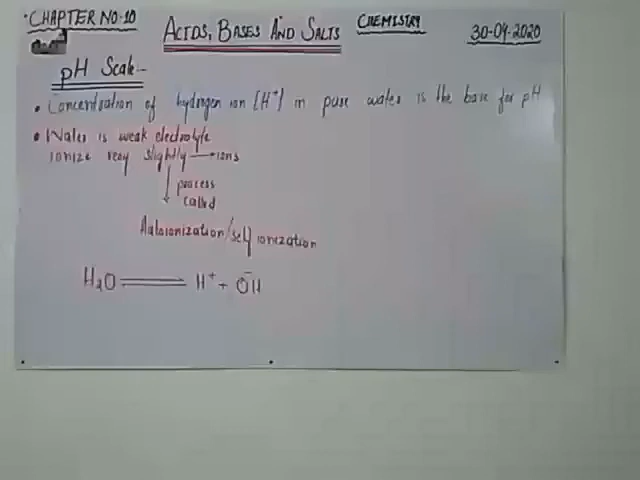 CHAPTER NO:10
ACIDS, BASES AND SALTS
CHEMISTRY
30-09-2020
pH Scale:-
• Concentration of hydrogen ion [H⁺] in pure water is the base for pH
• Water is weak electrolyte
ionize very slightly → ions
↓ process
called
Autoionization/self ionization
H₂O ⇌ H⁺ + ŌH